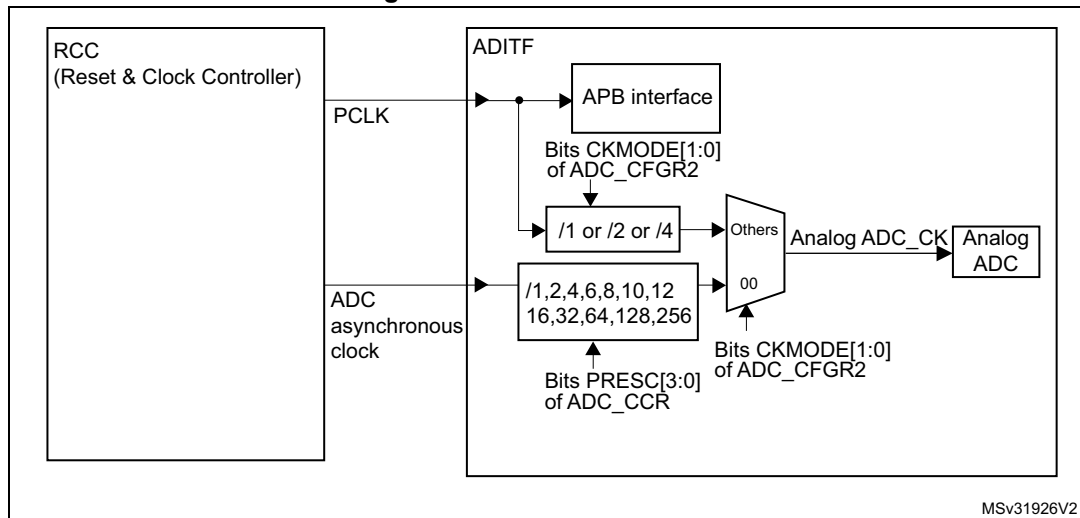 RCC
(Reset & Clock Controller)
ADITF
PCLK
APB interface
Bits CKMODE[1:0]
of ADC_CFGR2
/1 or /2 or /4
Others
00
Analog ADC_CK
Analog
ADC
ADC
asynchronous
clock
/1,2,4,6,8,10,12
16,32,64,128,256
Bits CKMODE[1:0]
of ADC_CFGR2
Bits PRESC[3:0]
of ADC_CCR
MSv31926V2